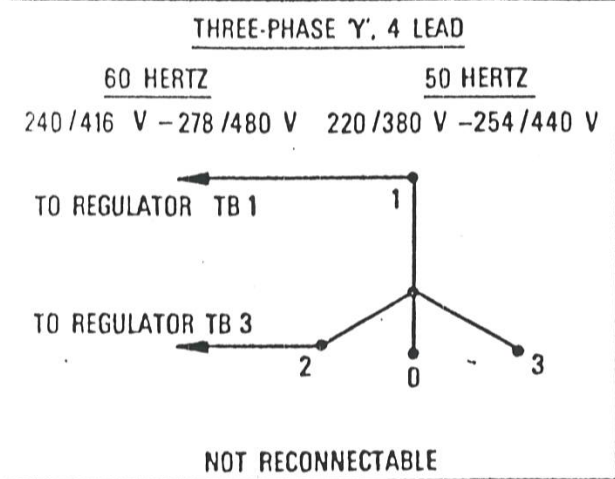 THREE-PHASE 'Y', 4 LEAD
60 HERTZ 50 HERTZ
240/416 V – 278/480 V 220/380 V – 254/440 V
TO REGULATOR TB 1 1
TO REGULATOR TB 3
2 0 3
NOT RECONNECTABLE